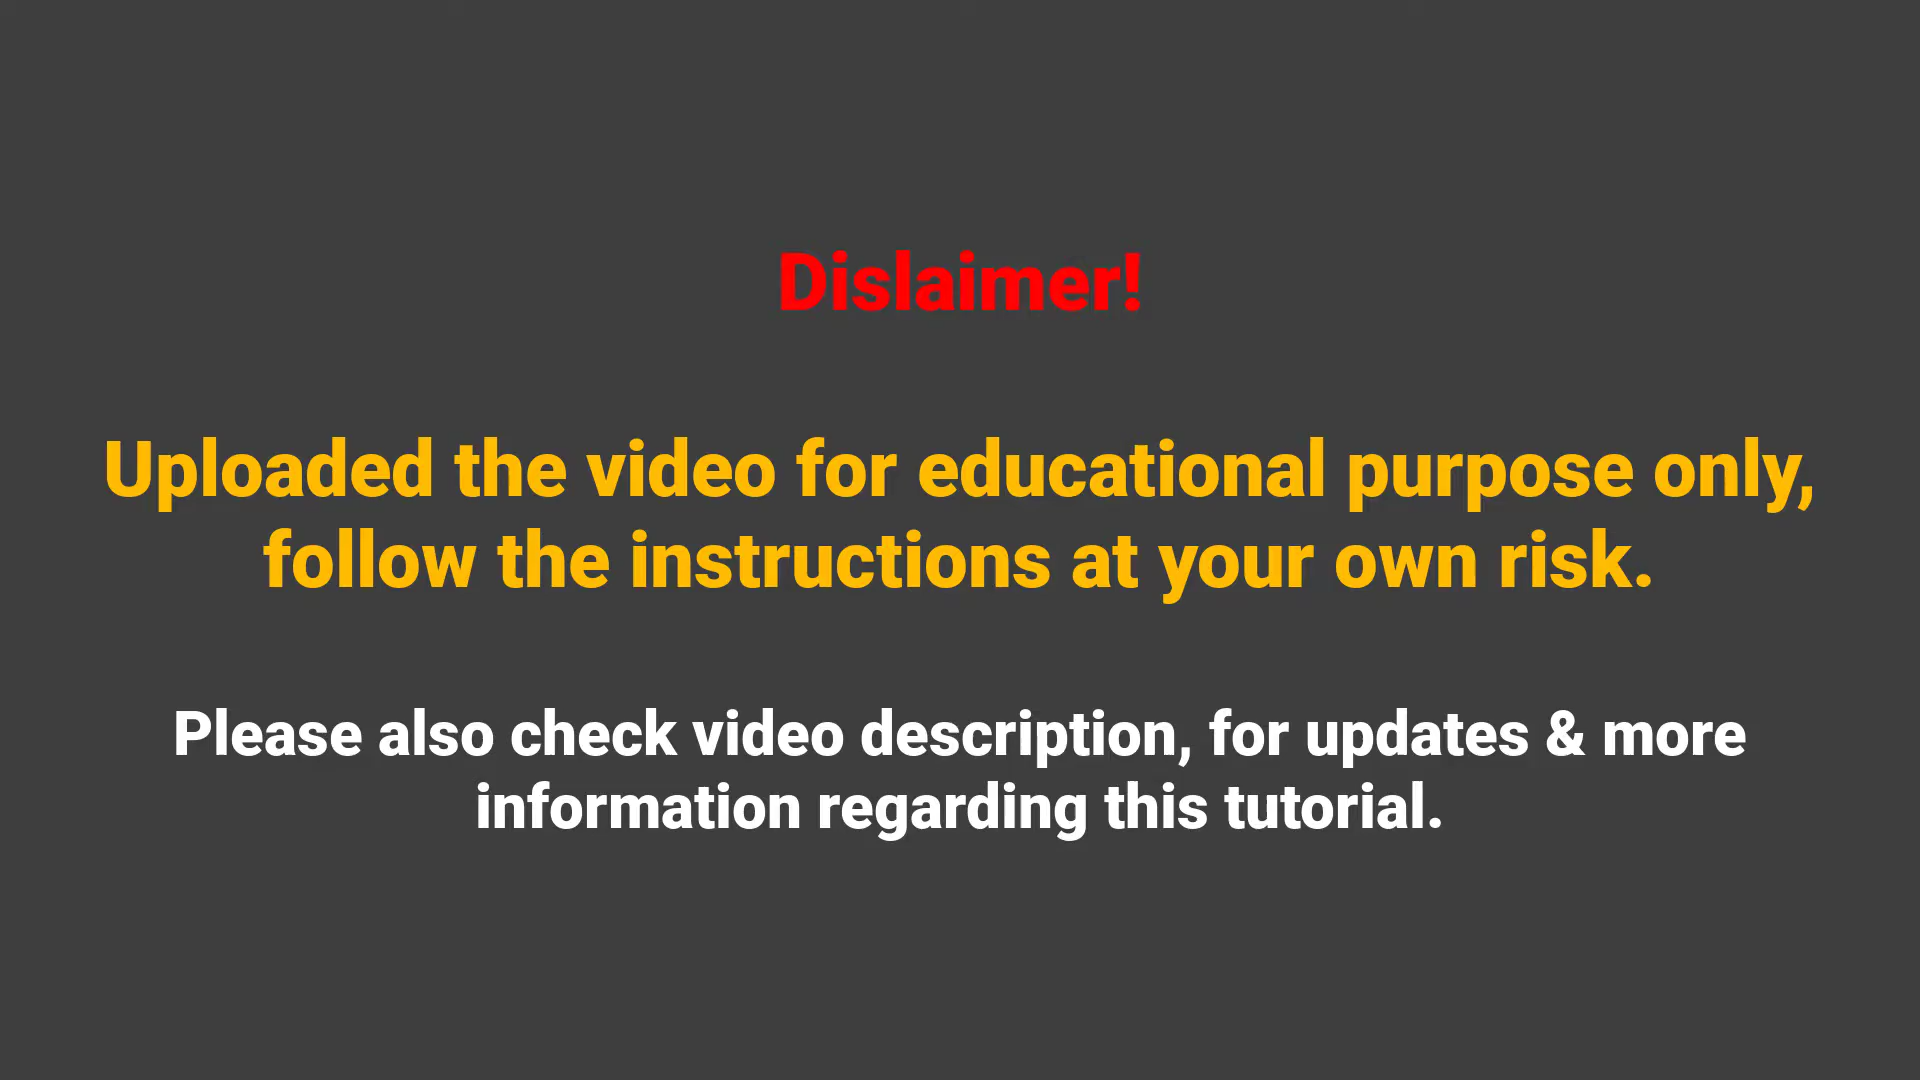 Dislaimer!
Uploaded the video for educational purpose only,
follow the instructions at your own risk.
Please also check video description, for updates & more
information regarding this tutorial.